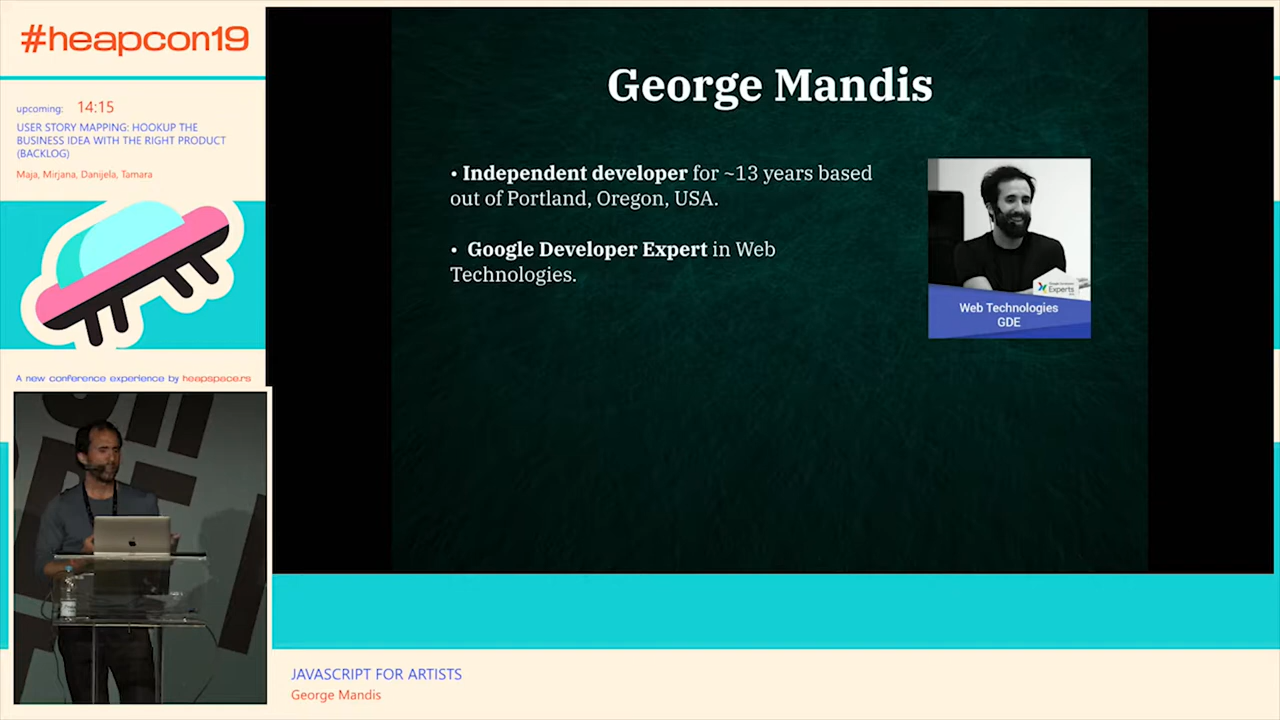 #heapcon19
upcoming: 14:15
USER STORY MAPPING: HOOKUP THE
BUSINESS IDEA WITH THE RIGHT PRODUCT
(BACKLOG)
Maja, Mirjana, Danijela, Tamara
A new conference experience by heapspace.rs
George Mandis
• Independent developer for ~13 years based
out of Portland, Oregon, USA.
• Google Developer Expert in Web
Technologies.
Experts
Web Technologies
GDE
JAVASCRIPT FOR ARTISTS
George Mandis